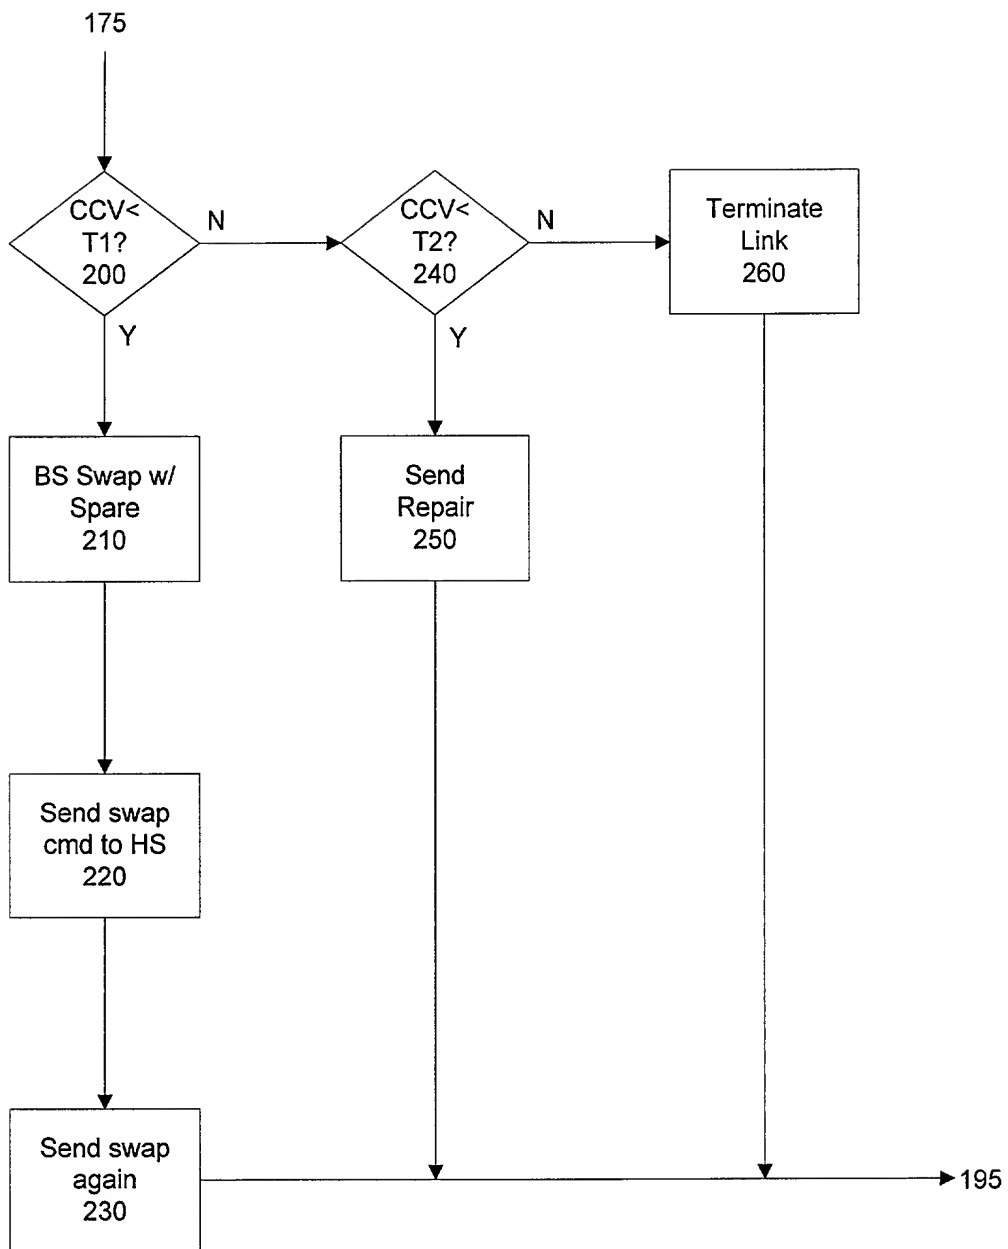 175
CCV<
T1?
200
N
Y
CCV<
T2?
240
N
Y
Terminate
Link
260
BS Swap w/
Spare
210
Send
Repair
250
Send swap
cmd to HS
220
Send swap
again
230
195